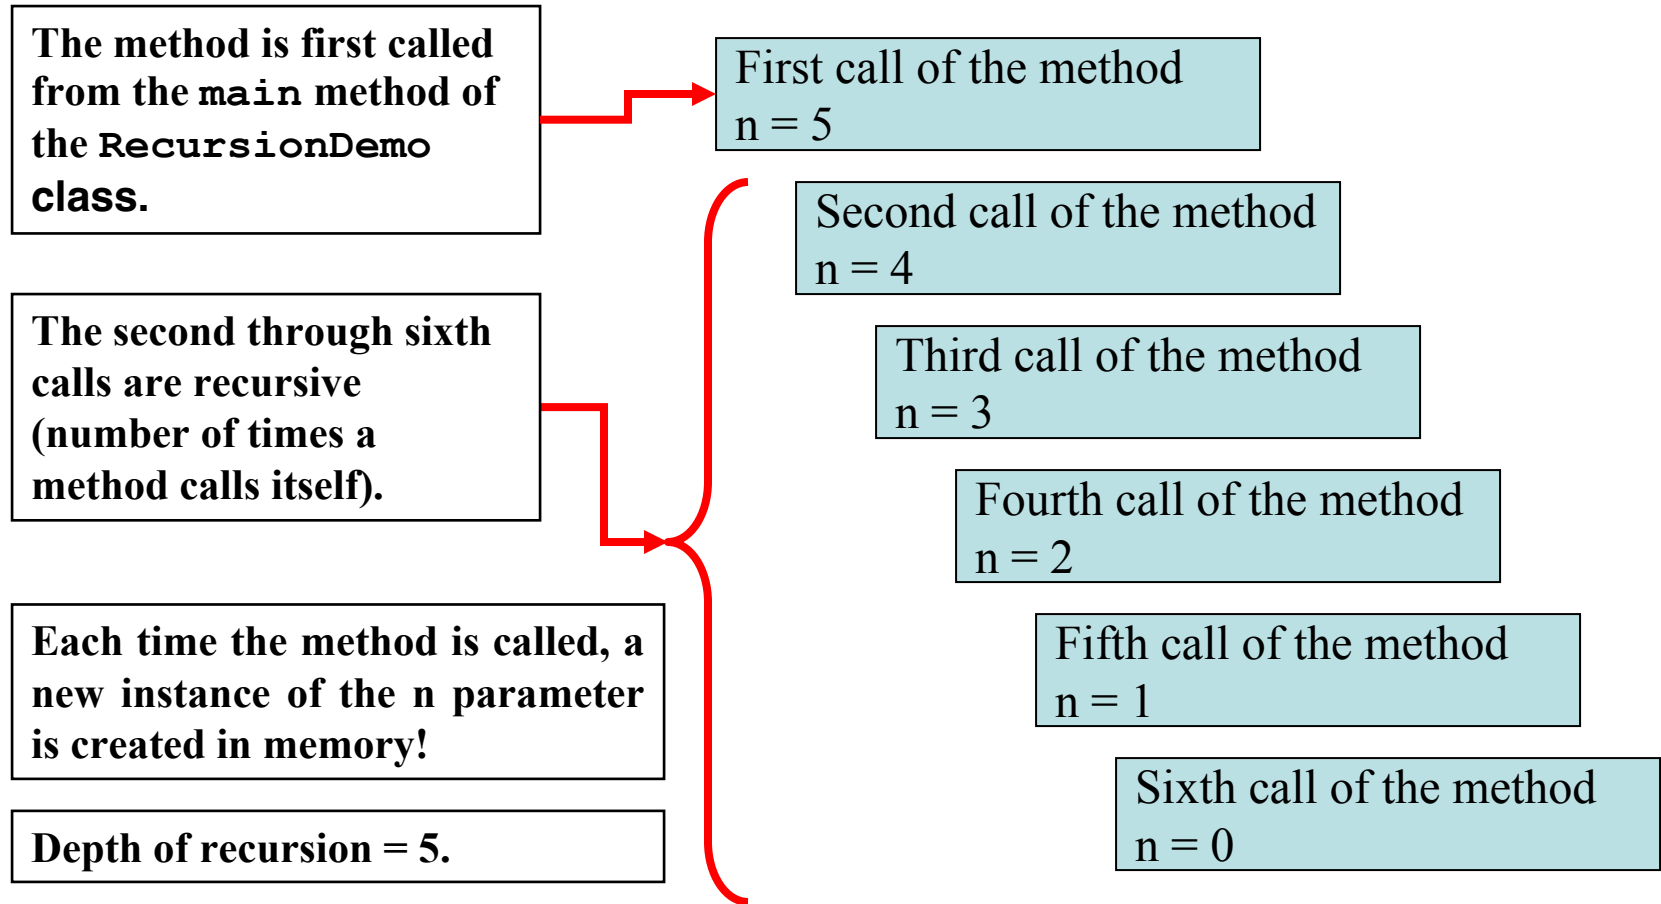 The method is first called
from the main method of
the RecursionDemo
class.
First call of the method
n = 5
Second call of the method
n = 4
The second through sixth
calls are recursive
(number of times a
method calls itself).
Third call of the method
n = 3
Fourth call of the method
n = 2
Each time the method is called, a
new instance of the n parameter
is created in memory!
Fifth call of the method
n = 1
Depth of recursion = 5.
Sixth call of the method
n = 0